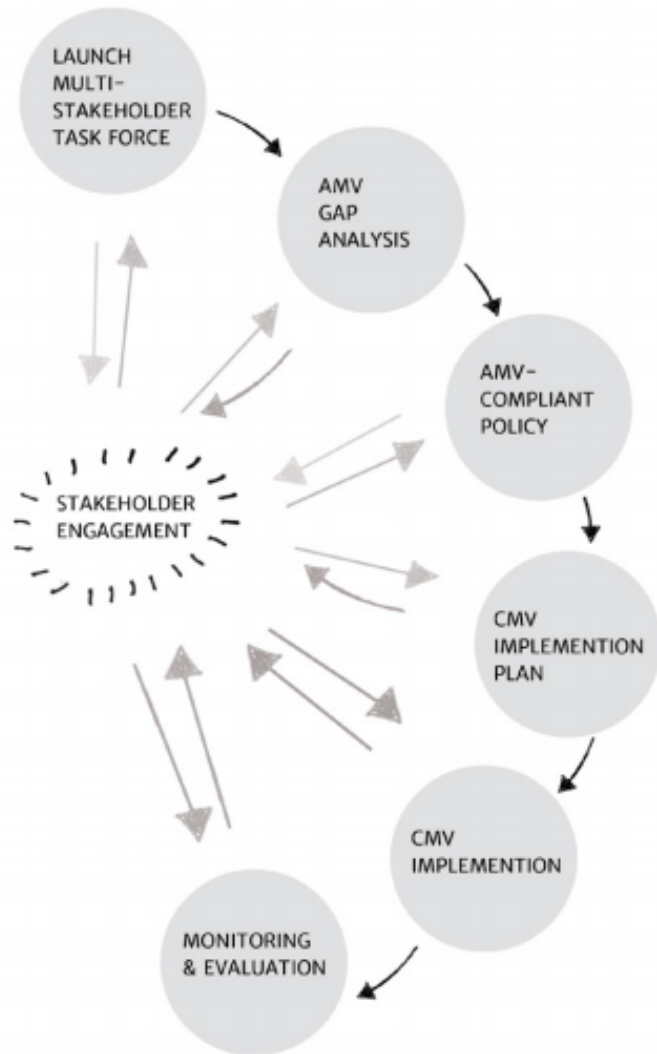 LAUNCH
MULTI-
STAKEHOLDER
TASK FORCE
AMV
GAP
ANALYSIS
AMV-
COMPLIANT
POLICY
STAKEHOLDER
ENGAGEMENT
CMV
IMPLEMENTION
PLAN
CMV
IMPLEMENTION
MONITORING
& EVALUATION